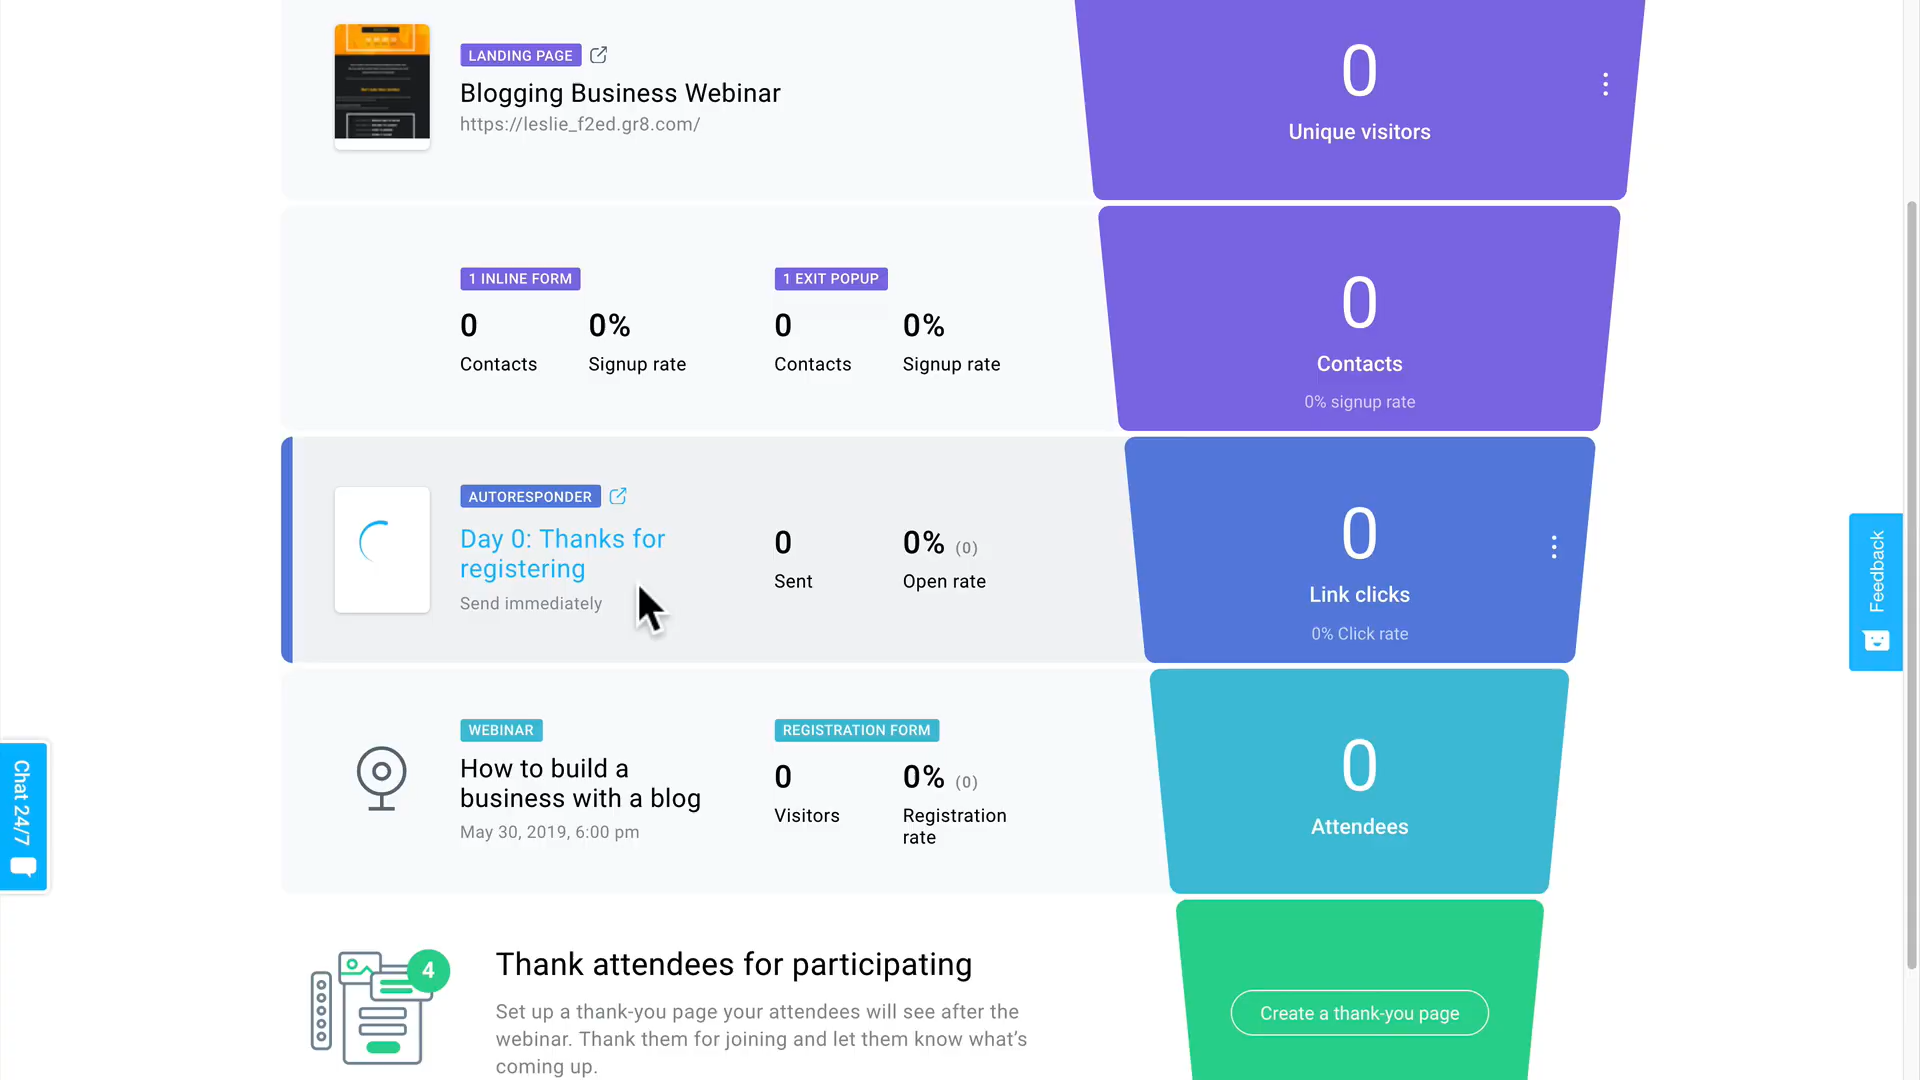 LANDING PAGE
Blogging Business Webinar
https://leslie_f2ed.gr8.com/
0
Unique visitors
1 INLINE FORM
1 EXIT POPUP
0
0%
0
0%
Contacts
Signup rate
Contacts
Signup rate
0
Contacts
0% signup rate
AUTORESPONDER
Day 0: Thanks for
registering
Send immediately
0
0% (0)
Sent
Open rate
0
Link clicks
0% Click rate
WEBINAR
How to build a
business with a blog
May 30, 2019, 6:00 pm
REGISTRATION FORM
0
0% (0)
Visitors
Registration
rate
0
Attendees
4
Thank attendees for participating
Set up a thank-you page your attendees will see after the
webinar. Thank them for joining and let them know what’s
coming up.
Create a thank-you page
Feedback
Chat 24/7